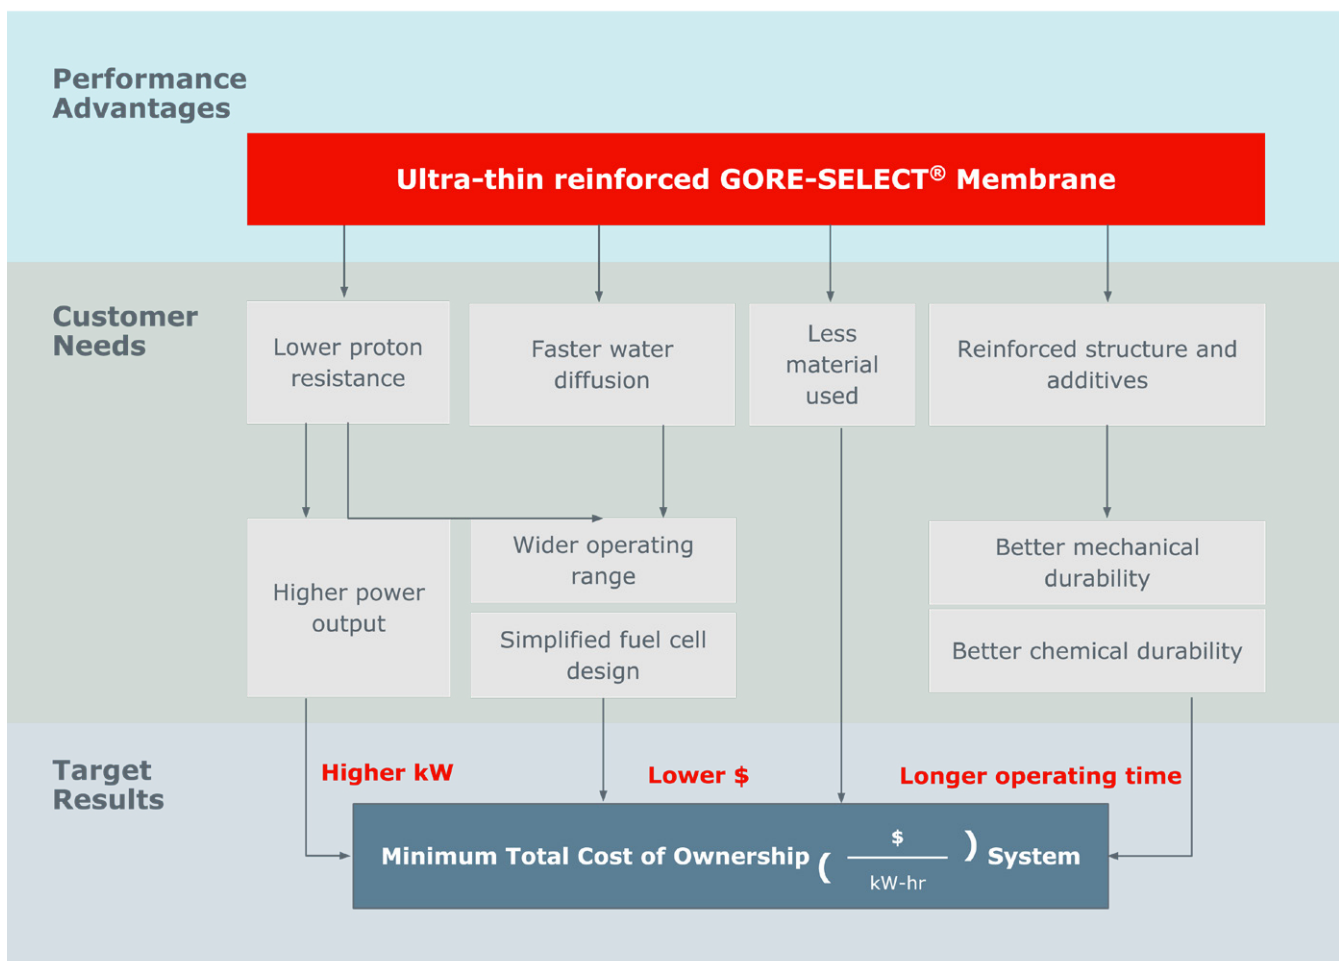 Performance
Advantages
Ultra-thin reinforced GORE-SELECT® Membrane
Customer
Needs
Lower proton
resistance
Faster water
diffusion
Less
material
used
Reinforced structure and
additives
Higher power
output
Wider operating
range
Simplified fuel cell
design
Better mechanical
durability
Better chemical durability
Target
Results
Higher kW
Lower $
Longer operating time
Minimum Total Cost of Ownership ( $ / kW-hr ) System